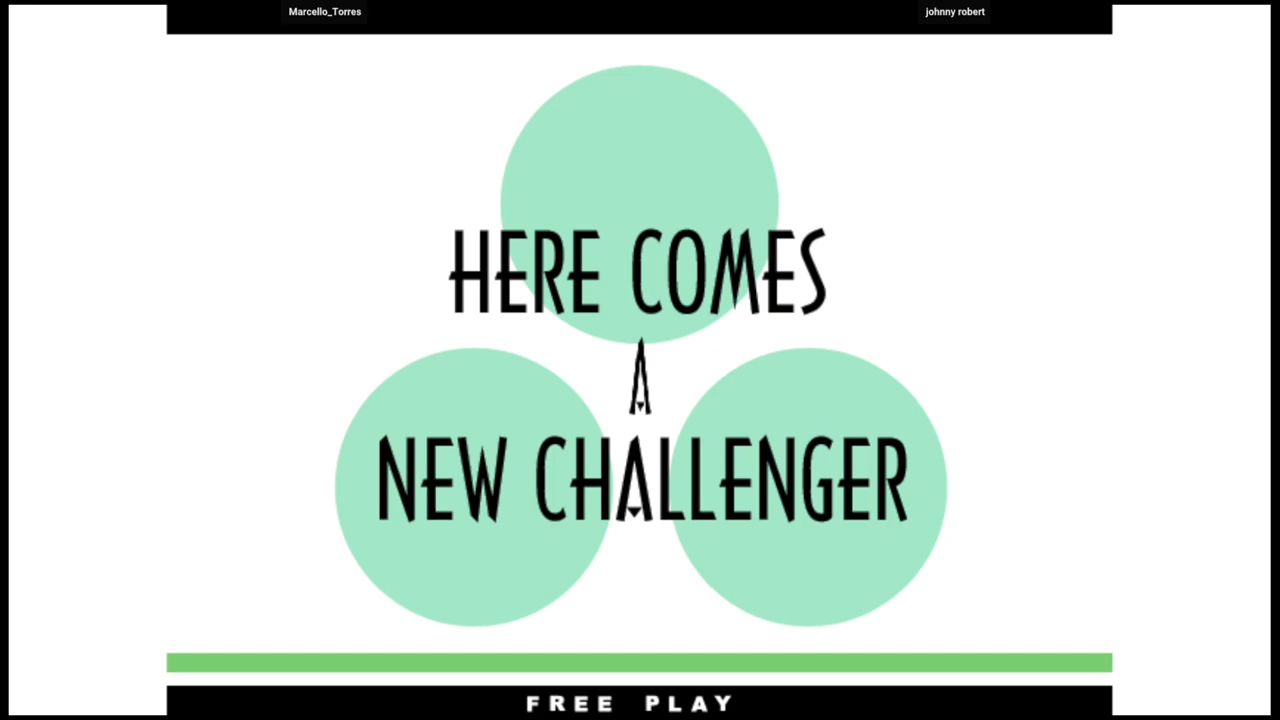 Marcello_Torres
johnny robert
HERE COMES
A
NEW CHALLENGER
FREE PLAY